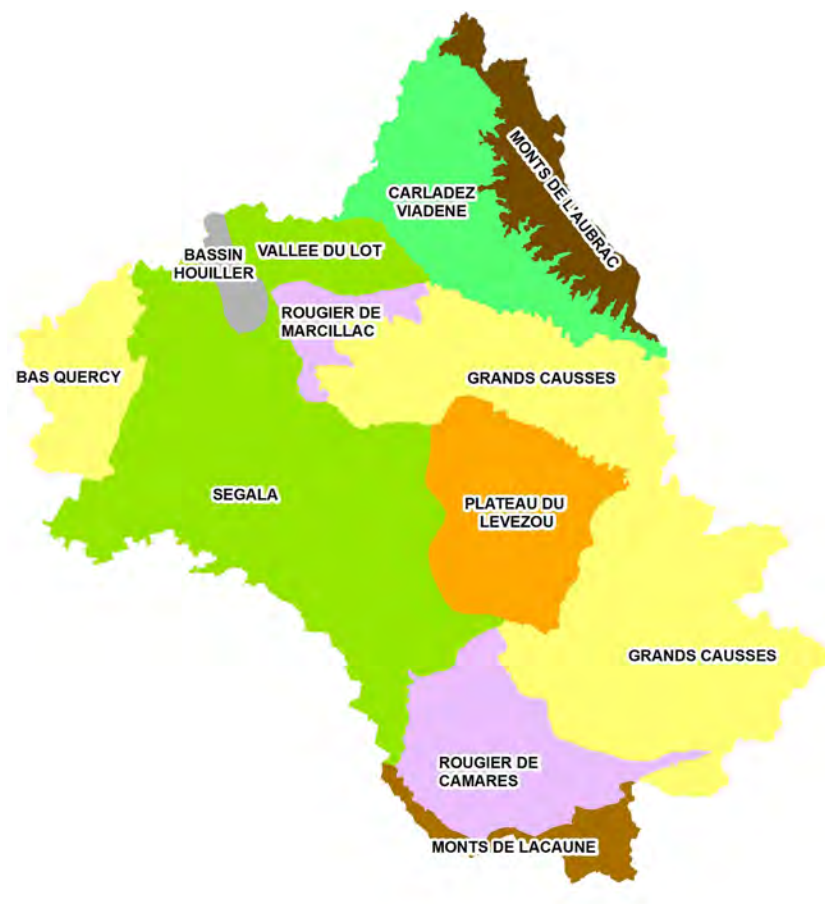 MONTS DE L'AUBRAC
CARLADEZ
VIADENE
VALLEE DU LOT
BASSIN
HOUILLER
ROUGIER DE
MARCILLAC
BAS QUERCY
GRANDS CAUSSES
SEGALA
PLATEAU DU
LEVEZOU
GRANDS CAUSSES
ROUGIER DE
CAMARES
MONTS DE LACAUNE